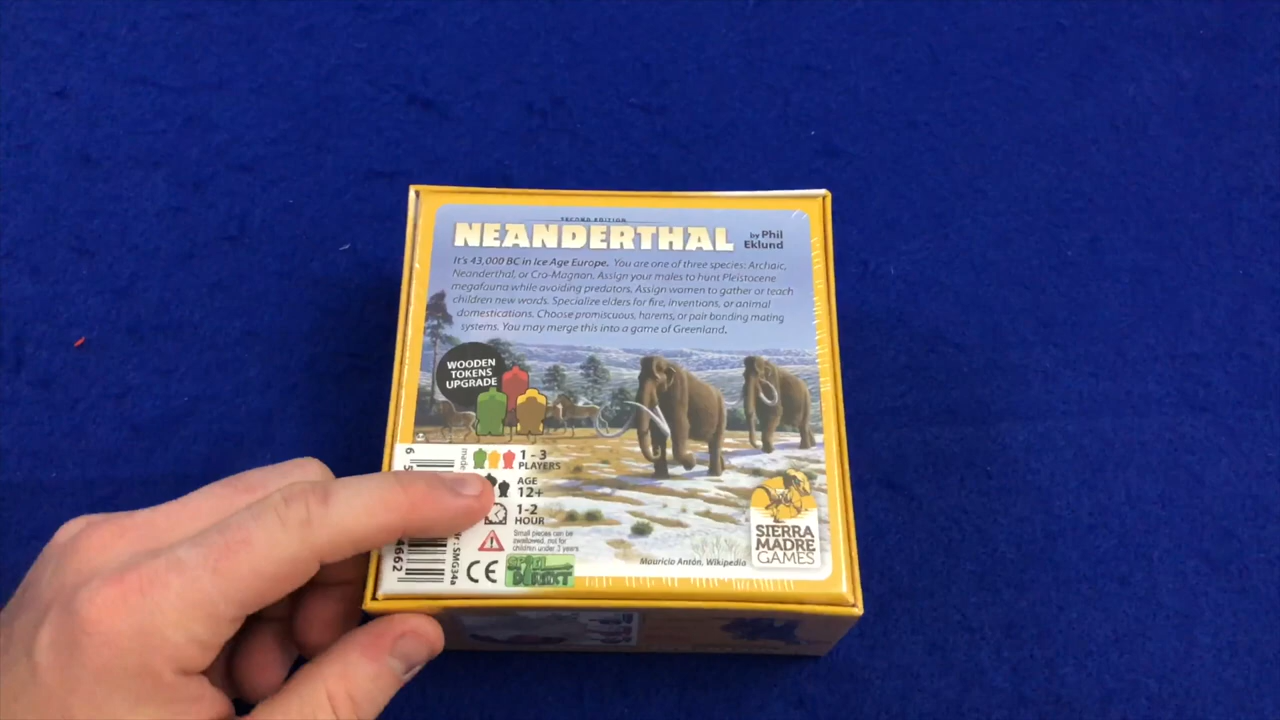 SECOND EDITION
NEANDERTHAL
by Phil
Eklund
It's 43,000 BC in Ice Age Europe. You are one of three species: Archaic,
Neanderthal, or Cro-Magnon. Assign your males to hunt Pleistocene
megafauna while avoiding predators. Assign women to gather or teach
children new words. Specialize elders for fire, inventions, or animal
domestications. Choose promiscuous, harems, or pair bonding mating
systems. You may merge this into a game of Greenland.
WOODEN
TOKENS
UPGRADE
1 - 3
PLAYERS
AGE
12+
1-2
HOUR
Small pieces can be
swallowed, not for
children under 3 years
CE
SPIEL
DIREKT
made
6
4662
SMG34a
Mauricio Antón, Wikipedia
SIERRA
MADRE
GAMES